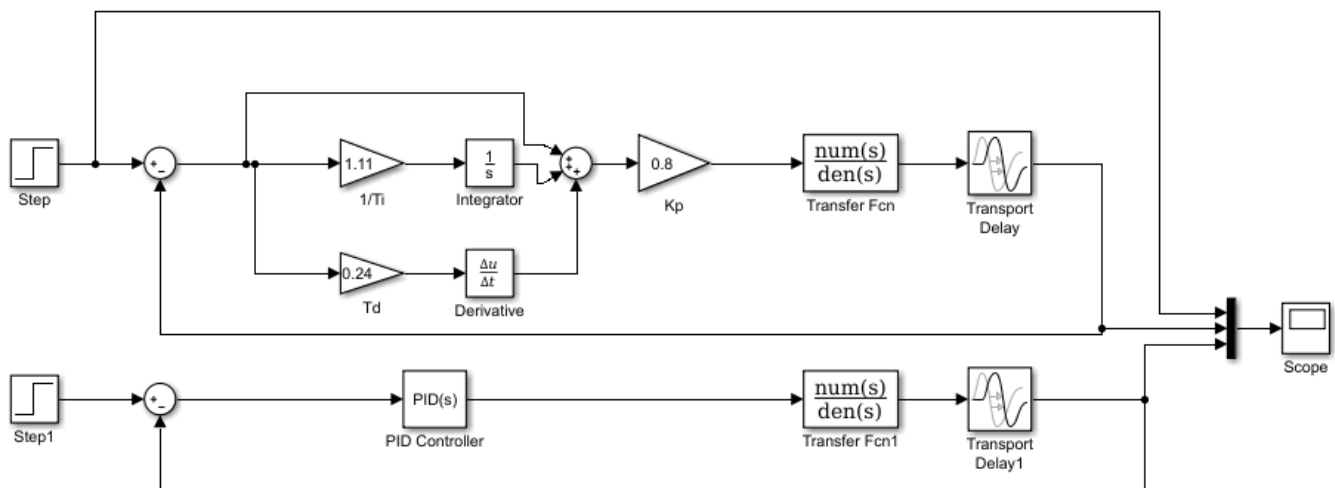 +
-
1.11
1
s
+
+
+
0.8
num(s)
den(s)
Step
1/Ti
Integrator
Kp
Transfer Fcn
Transport
Delay
0.24
Δu
Δt
Td
Derivative
Scope
+
-
PID(s)
num(s)
den(s)
Step1
PID Controller
Transfer Fcn1
Transport
Delay1